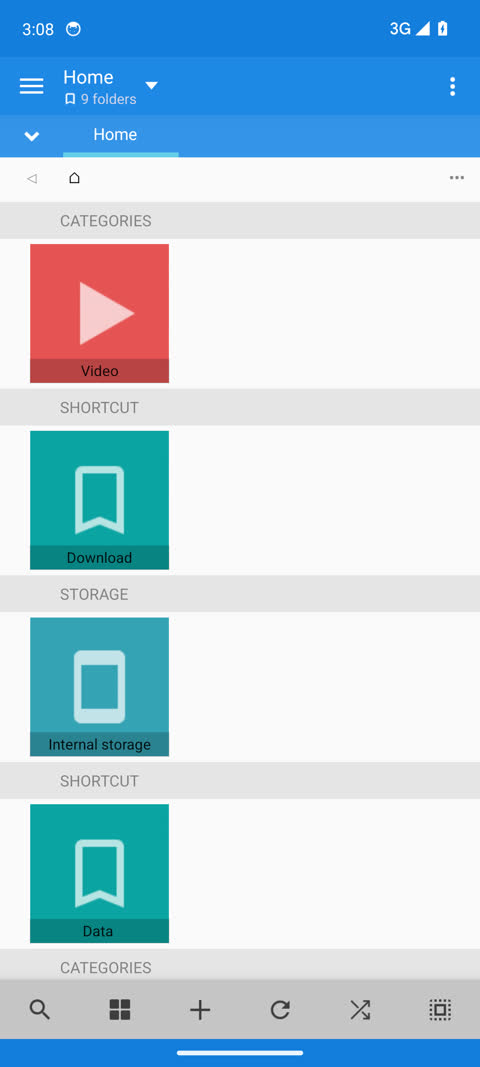 3:08
3G
Home
9 folders
Home
CATEGORIES
Video
SHORTCUT
Download
STORAGE
Internal storage
SHORTCUT
Data
CATEGORIES